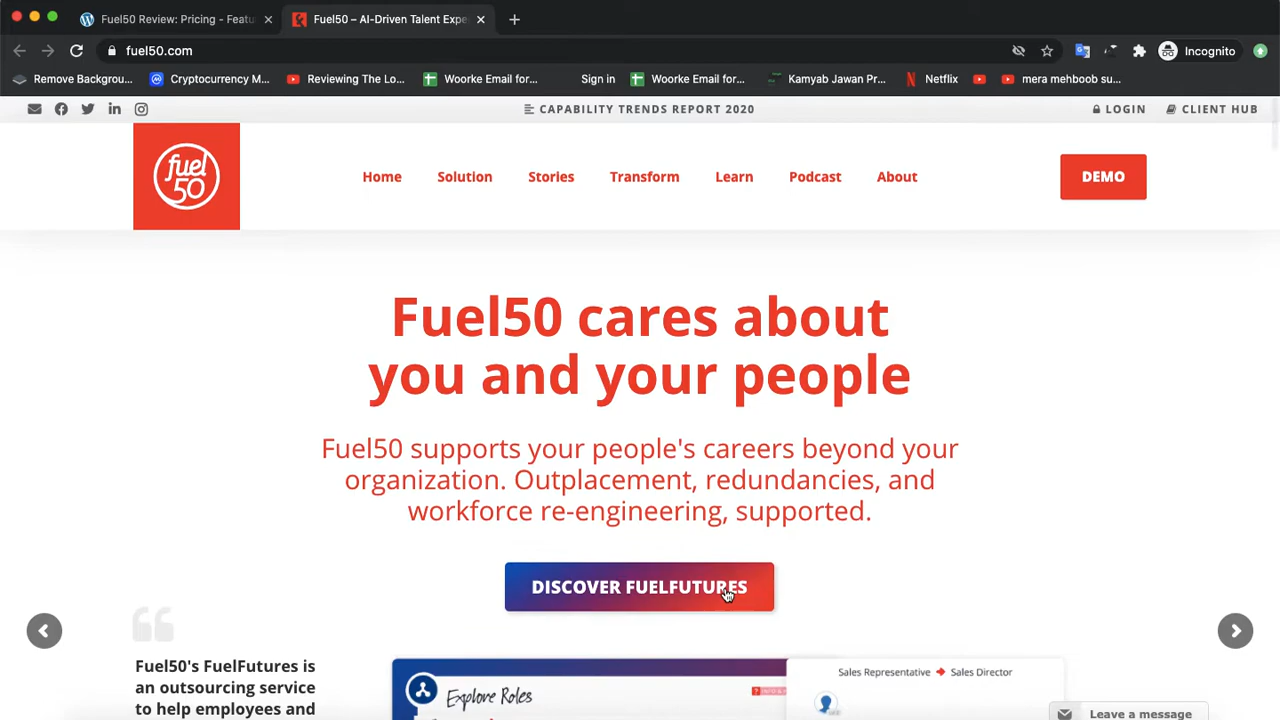 Fuel50 Review: Pricing - Featu
Fuel50 – AI-Driven Talent Expe
fuel50.com
Incognito
Remove Backgrou...
Cryptocurrency M...
Reviewing The Lo...
Woorke Email for...
Sign in
Woorke Email for...
Kamyab Jawan Pr...
Netflix
mera mehboob su...
CAPABILITY TRENDS REPORT 2020
LOGIN
CLIENT HUB
fuel
50
Home
Solution
Stories
Transform
Learn
Podcast
About
DEMO
Fuel50 cares about
you and your people
Fuel50 supports your people's careers beyond your
organization. Outplacement, redundancies, and
workforce re-engineering, supported.
DISCOVER FUELFUTURES
Fuel50's FuelFutures is
an outsourcing service
to help employees and
Explore Roles
Sales Representative
Sales Director
Leave a message